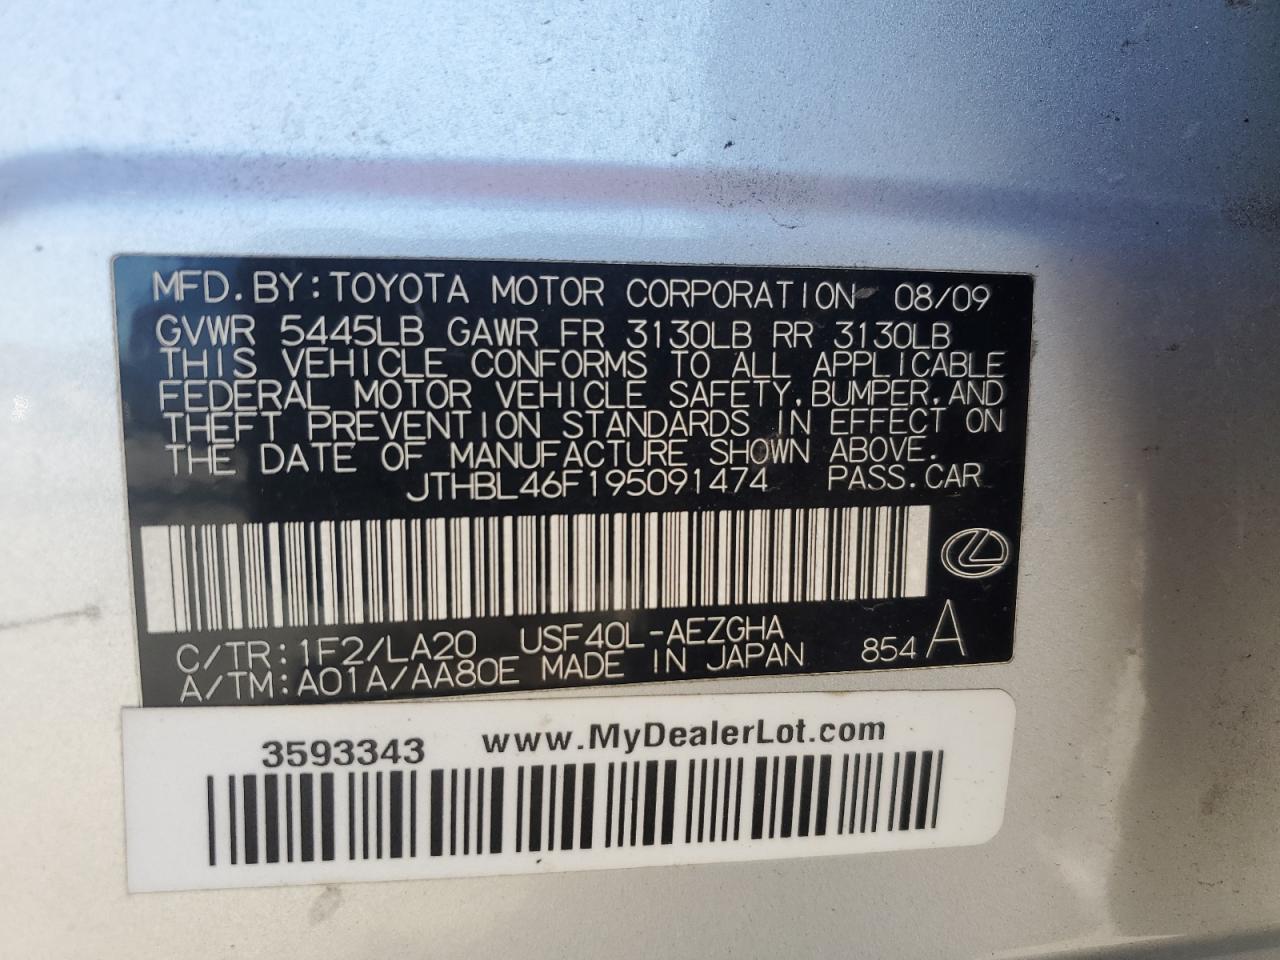 MFD. BY: TOYOTA MOTOR CORPORATION 08/09
GVWR 5445LB GAWR FR 3130LB RR 3130LB
THIS VEHICLE CONFORMS TO ALL APPLICABLE
FEDERAL MOTOR VEHICLE SAFETY, BUMPER, AND
THEFT PREVENTION STANDARDS IN EFFECT ON
THE DATE OF MANUFACTURE SHOWN ABOVE.
JTHBL46F195091474 PASS. CAR
C/TR: 1F2/LA20 USF40L-AEZGHA
A/TM: A01A/AA80E MADE IN JAPAN 854 A
3593343 www.MyDealerLot.com